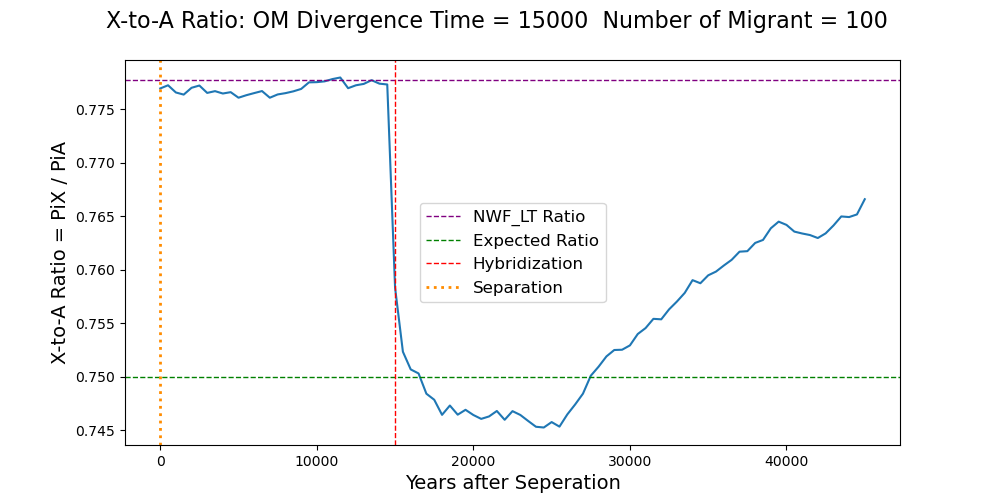 X-to-A Ratio: OM Divergence Time = 15000  Number of Migrant = 100
X-to-A Ratio = PiX / PiA
0.775
0.770
0.765
0.760
0.755
0.750
0.745
NWF_LT Ratio
Expected Ratio
Hybridization
Separation
0 10000 20000 30000 40000
Years after Seperation